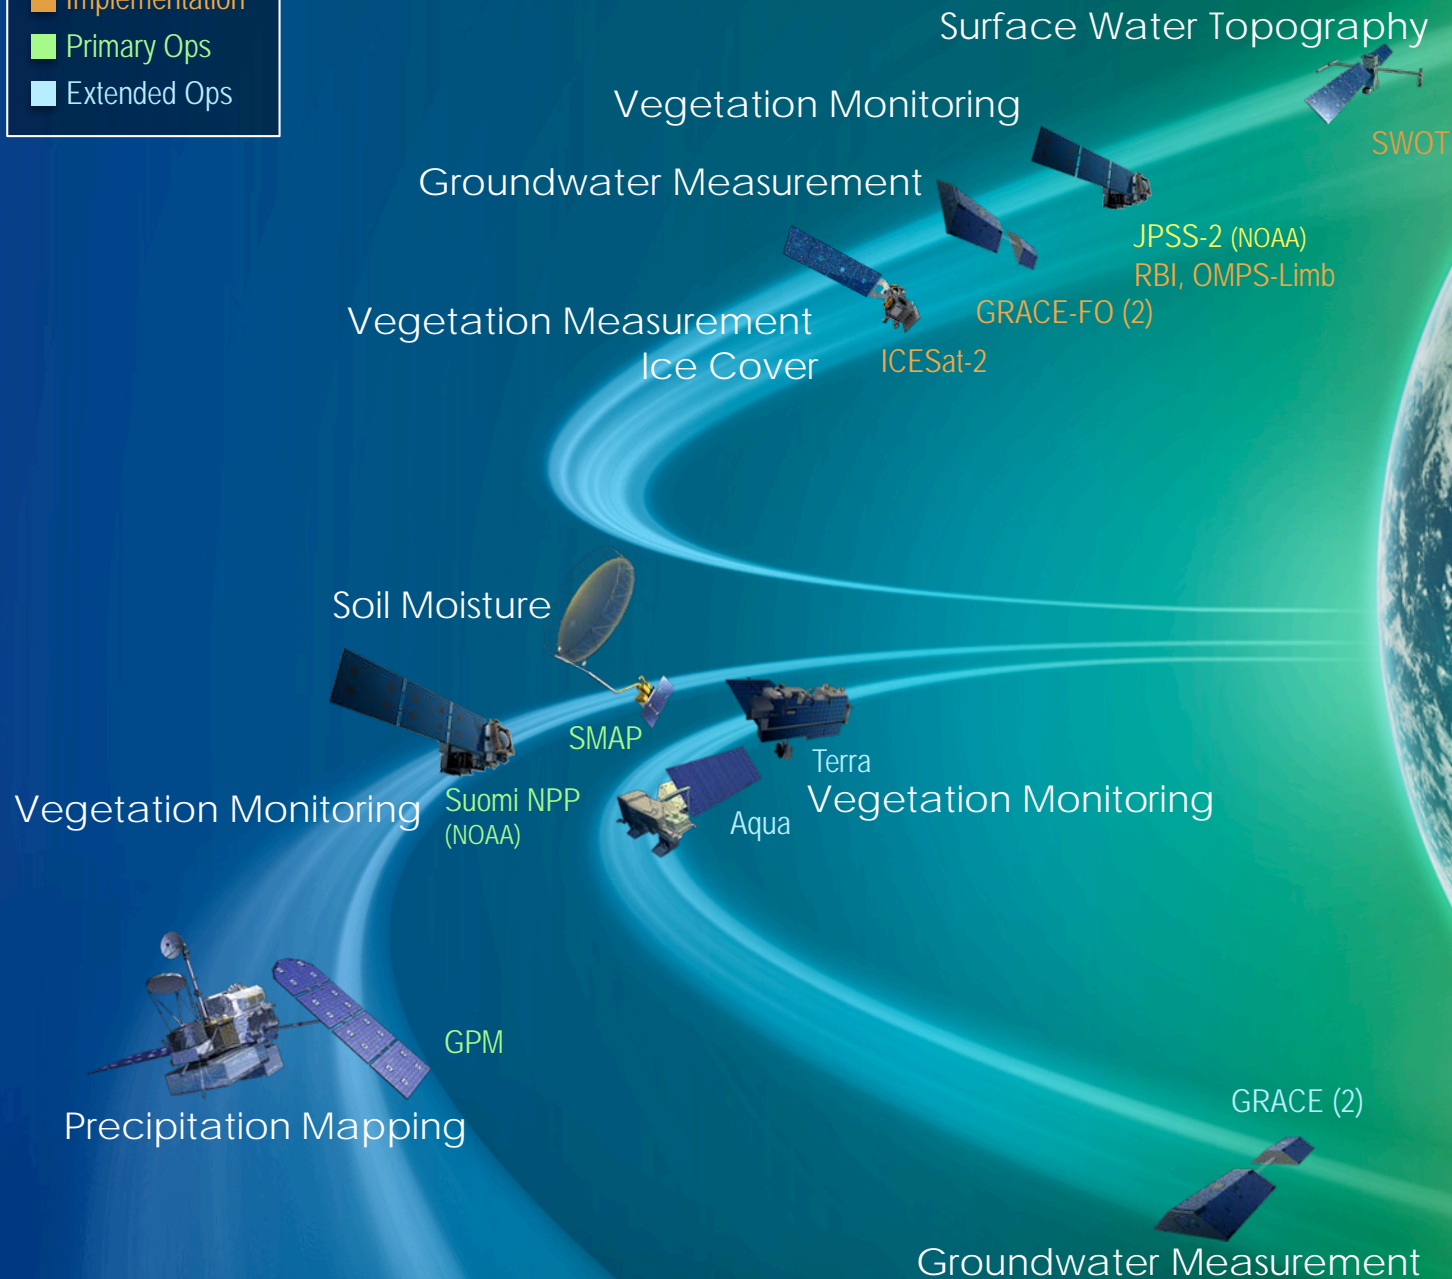 Implementation
Primary Ops
Extended Ops
Surface Water Topography
SWOT
Vegetation Monitoring
JPSS-2 (NOAA)
RBI, OMPS-Limb
Groundwater Measurement
GRACE-FO (2)
Vegetation Measurement
Ice Cover
ICESat-2
Soil Moisture
SMAP
Terra
Vegetation Monitoring
Aqua
Vegetation Monitoring
Suomi NPP
(NOAA)
GPM
Precipitation Mapping
GRACE (2)
Groundwater Measurement